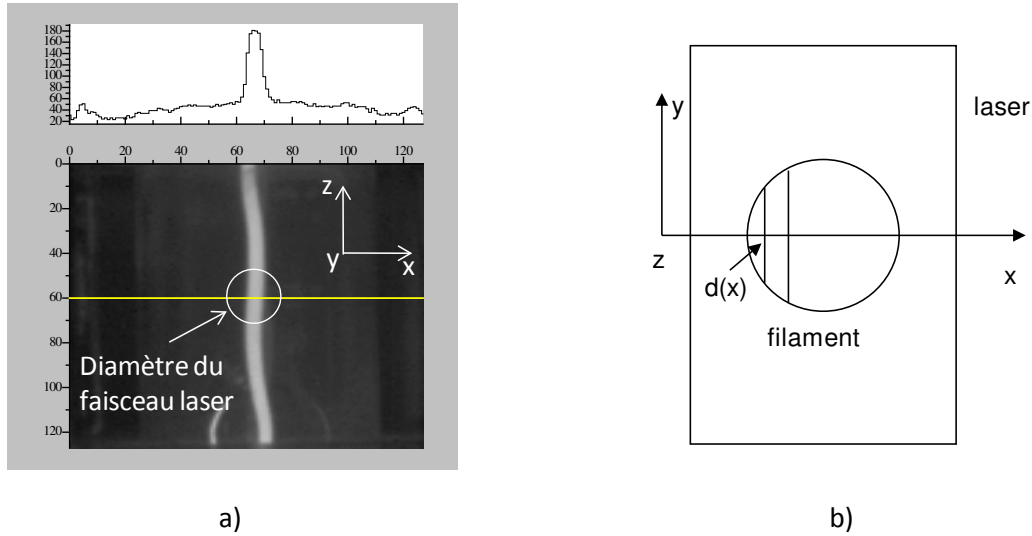 180
160
140
120
100
80
60
40
20
0 20 40 60 80 100 120
0
20
40
60
80
100
120
z
y x
Diamètre du
faisceau laser
a)
y
laser
z
x
d(x)
filament
b)